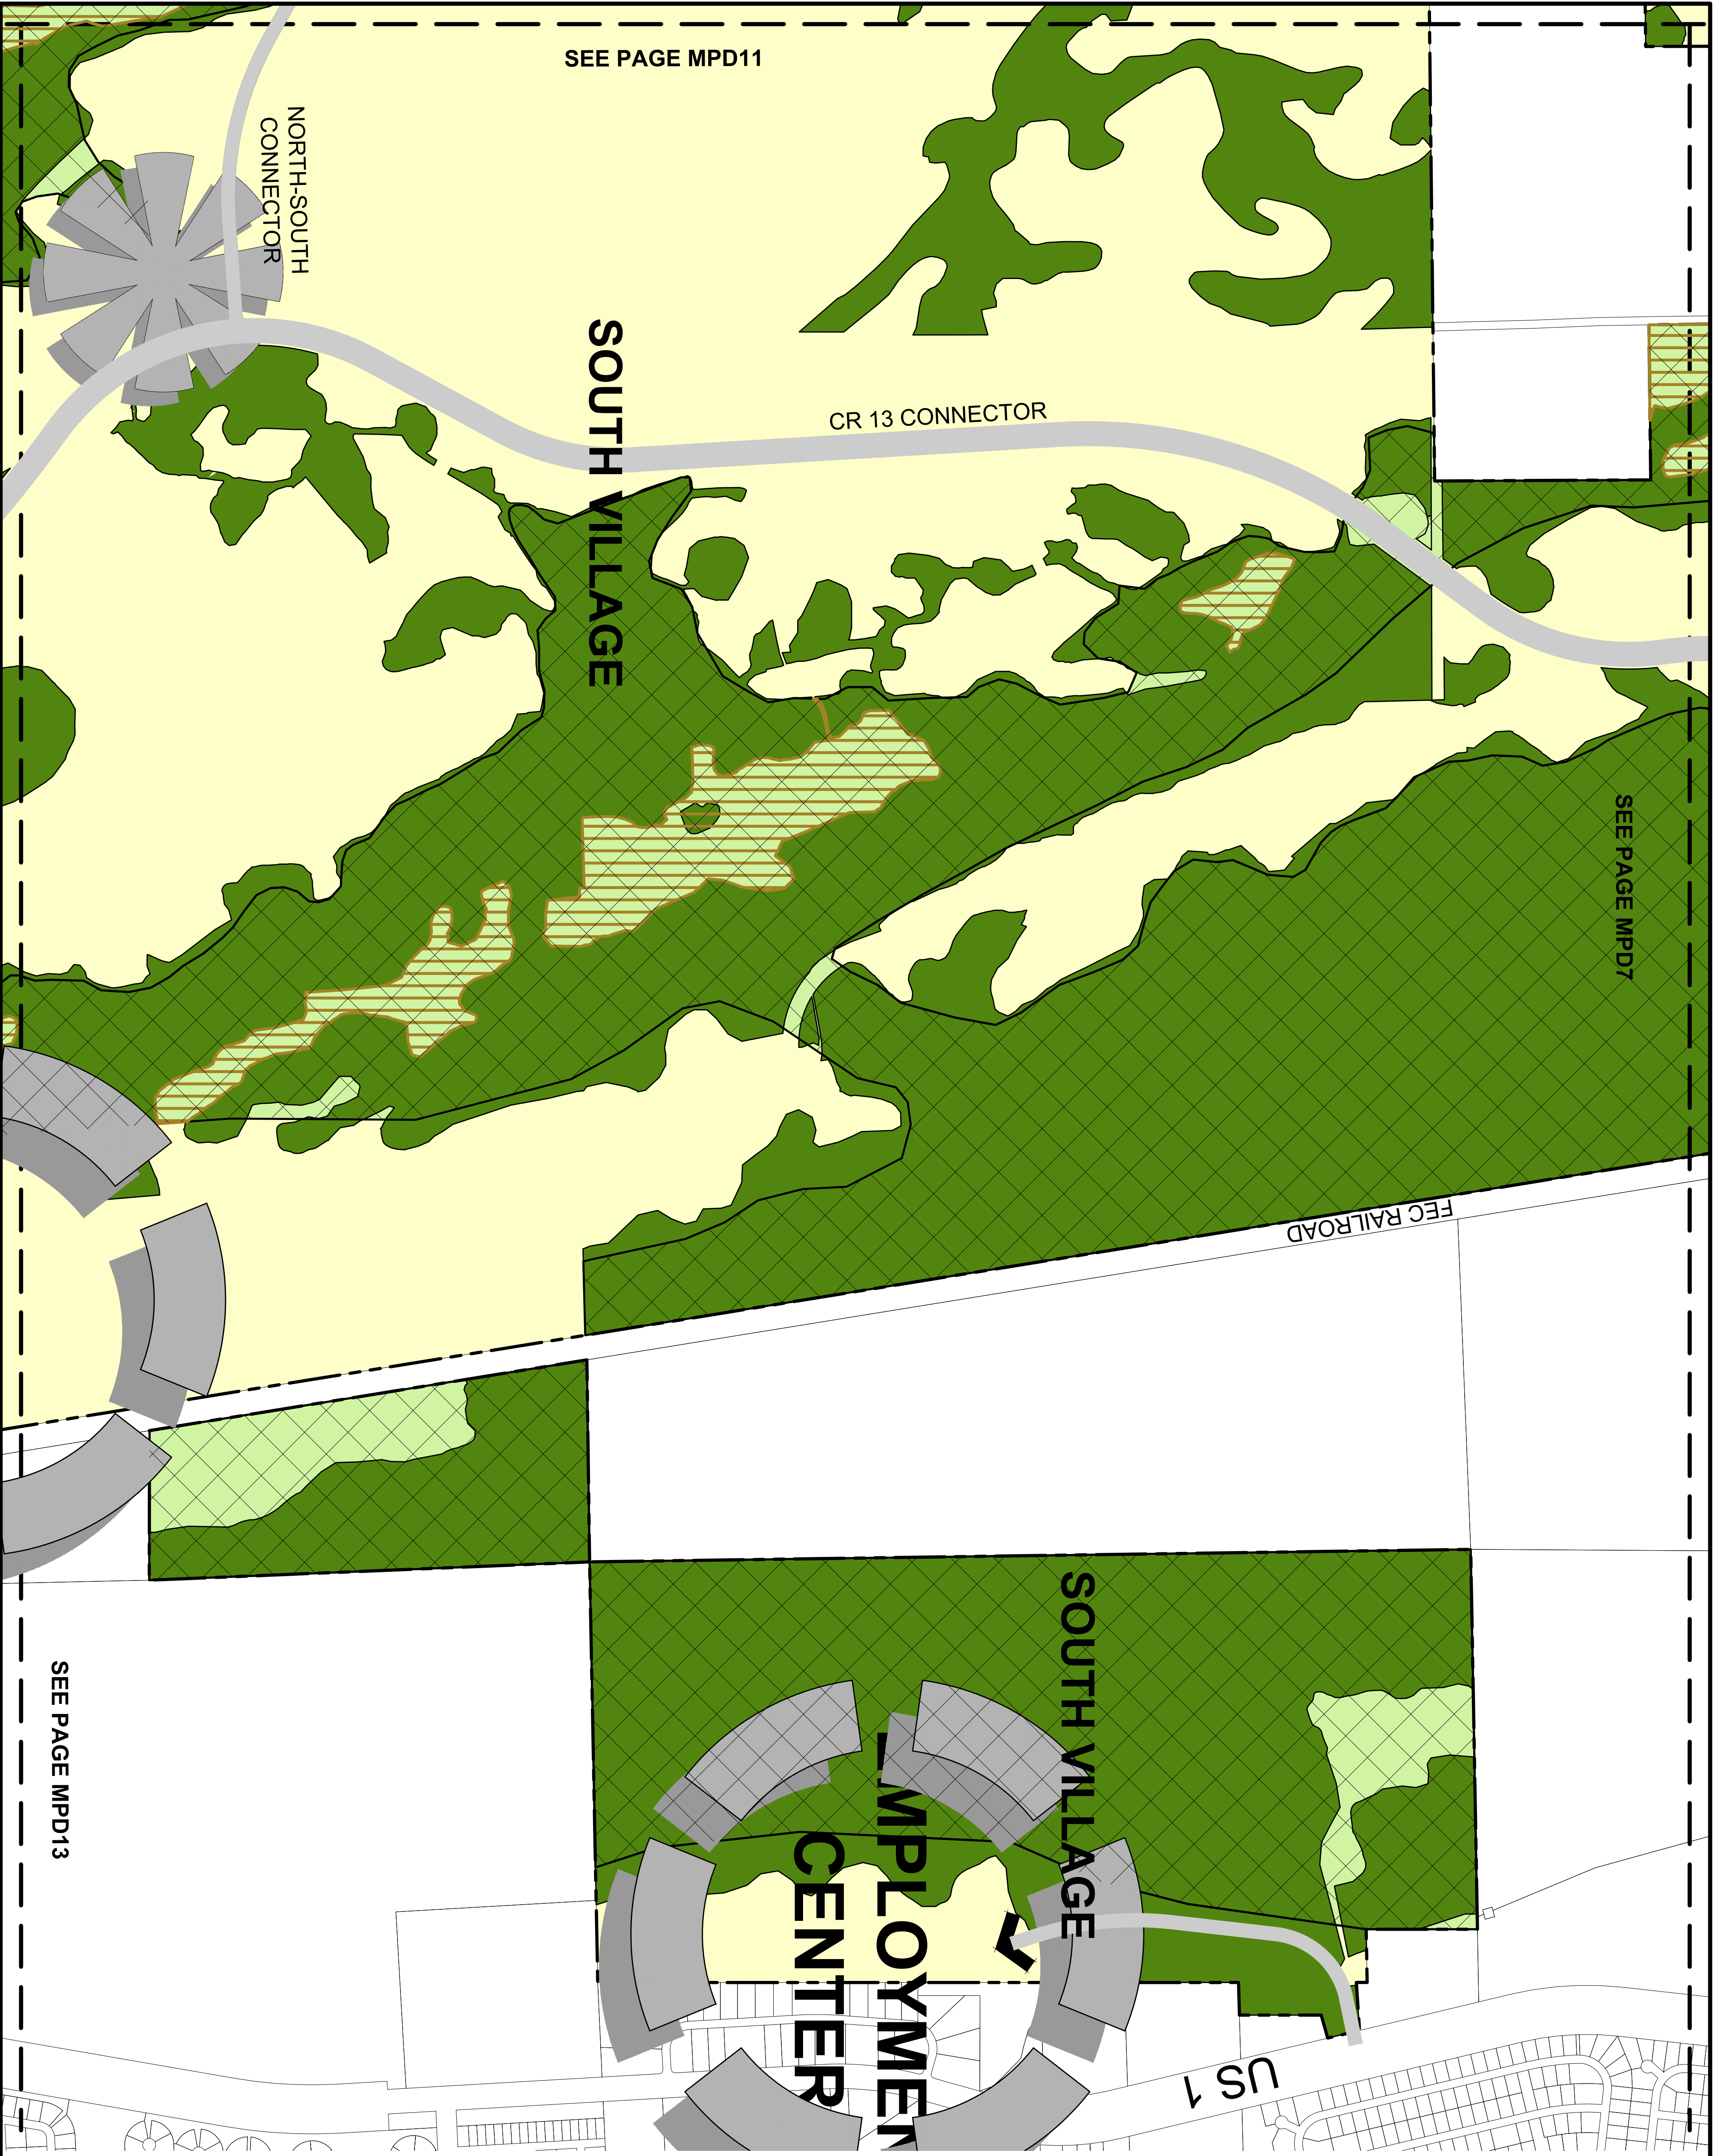 SEE PAGE MPD11
NORTH-SOUTH
CONNECTOR
SOUTH VILLAGE
CR 13 CONNECTOR
SEE PAGE MPD7
FEC RAILROAD
SOUTH VILLAGE
SEE PAGE MPD13
EMPLOYMEN
CENTER
US 1